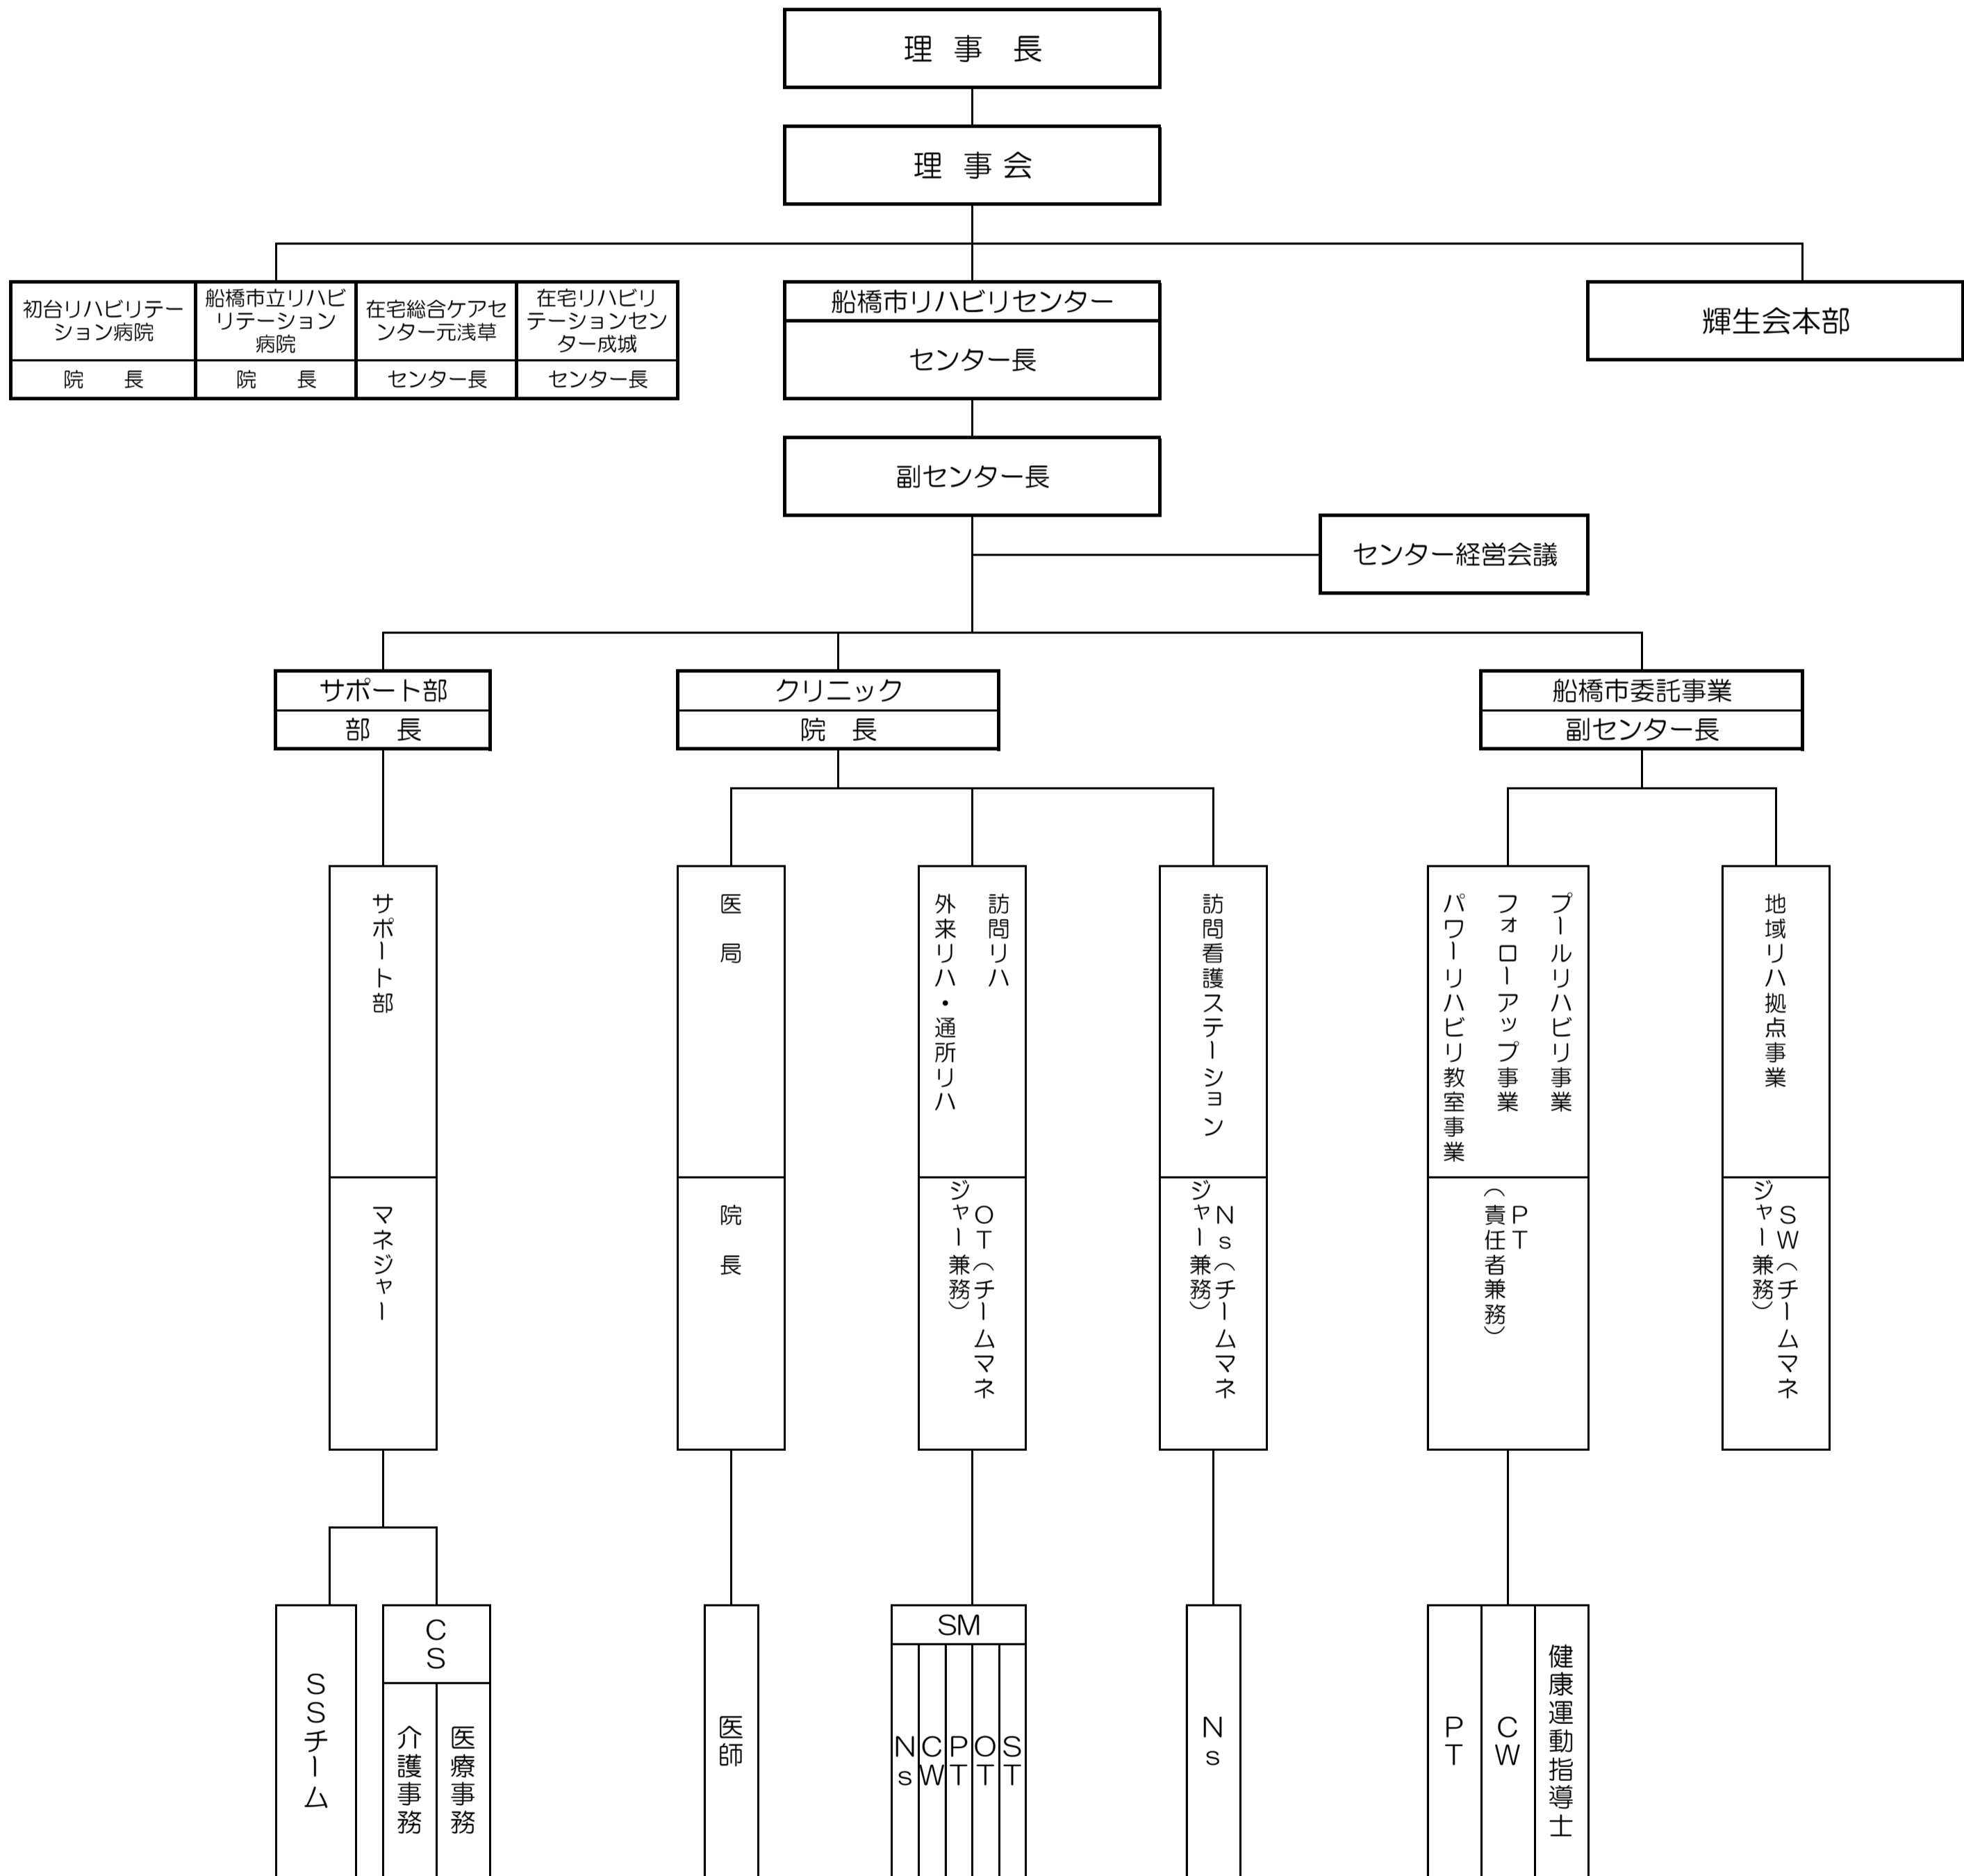 理 事 長
理 事 会
初台リハビリテー
ション病院
院 長
船橋市立リハビ
リテーション
病院
院 長
在宅総合ケアセ
ンター元浅草
センター長
在宅リハビリ
テーションセン
ター成城
センター長
船橋市リハビリセンター
センター長
輝生会本部
副センター長
センター経営会議
サポート部
部 長
クリニック
院 長
船橋市委託事業
副センター長
サポート部
マネジャー
医 局
院 長
訪問リハ
外来リハ・通所リハ
OT(チームマネ
ジャー兼務)
訪問看護ステーション
Ns(チームマネ
ジャー兼務)
プールリハビリ事業
フォローアップ事業
パワーリハビリ教室事業
PT
(責任者兼務)
地域リハ拠点事業
SW(チームマネ
ジャー兼務)
SSチーム
CS
介護事務
医療事務
医師
SM
Ns
CW
PT
OT
ST
Ns
PT
CW
健康運動指導士